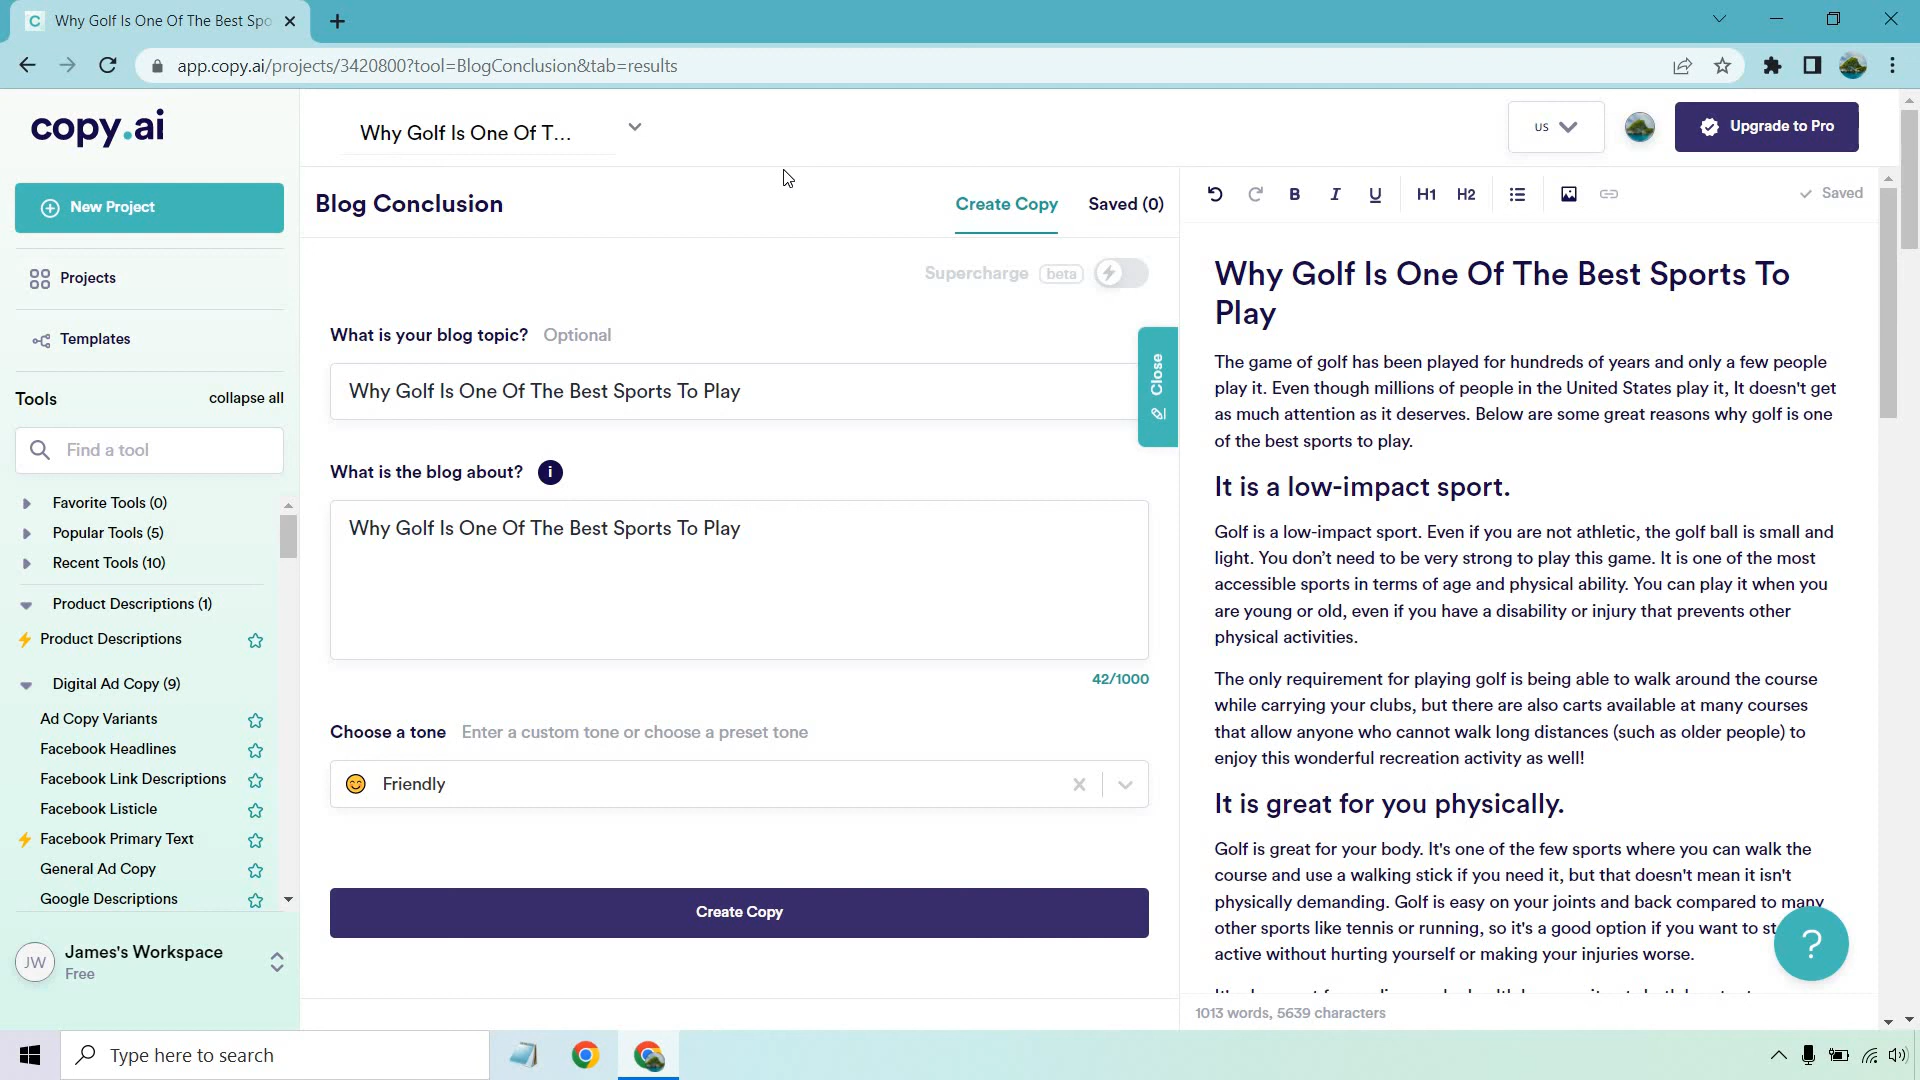 Why Golf Is One Of The Best Spo
app.copy.ai/projects/3420800?tool=BlogConclusion&tab=results
copy.ai
Why Golf Is One Of T...
US
Upgrade to Pro
New Project
Projects
Templates
Tools
collapse all
Find a tool
Favorite Tools (0)
Popular Tools (5)
Recent Tools (10)
Product Descriptions (1)
Product Descriptions
Digital Ad Copy (9)
Ad Copy Variants
Facebook Headlines
Facebook Link Descriptions
Facebook Listicle
Facebook Primary Text
General Ad Copy
Google Descriptions
JW
James's Workspace
Free
Blog Conclusion
Create Copy
Saved (0)
Supercharge
beta
What is your blog topic? Optional
Why Golf Is One Of The Best Sports To Play
Close
What is the blog about?
i
Why Golf Is One Of The Best Sports To Play
42/1000
Choose a tone Enter a custom tone or choose a preset tone
Friendly
Create Copy
B I U H1 H2
Saved
Why Golf Is One Of The Best Sports To
Play
The game of golf has been played for hundreds of years and only a few people
play it. Even though millions of people in the United States play it, It doesn't get
as much attention as it deserves. Below are some great reasons why golf is one
of the best sports to play.
It is a low-impact sport.
Golf is a low-impact sport. Even if you are not athletic, the golf ball is small and
light. You don’t need to be very strong to play this game. It is one of the most
accessible sports in terms of age and physical ability. You can play it when you
are young or old, even if you have a disability or injury that prevents other
physical activities.
The only requirement for playing golf is being able to walk around the course
while carrying your clubs, but there are also carts available at many courses
that allow anyone who cannot walk long distances (such as older people) to
enjoy this wonderful recreation activity as well!
It is great for you physically.
Golf is great for your body. It's one of the few sports where you can walk the
course and use a walking stick if you need it, but that doesn't mean it isn't
physically demanding. Golf is easy on your joints and back compared to many
other sports like tennis or running, so it's a good option if you want to st
active without hurting yourself or making your injuries worse.
?
1013 words, 5639 characters
Type here to search